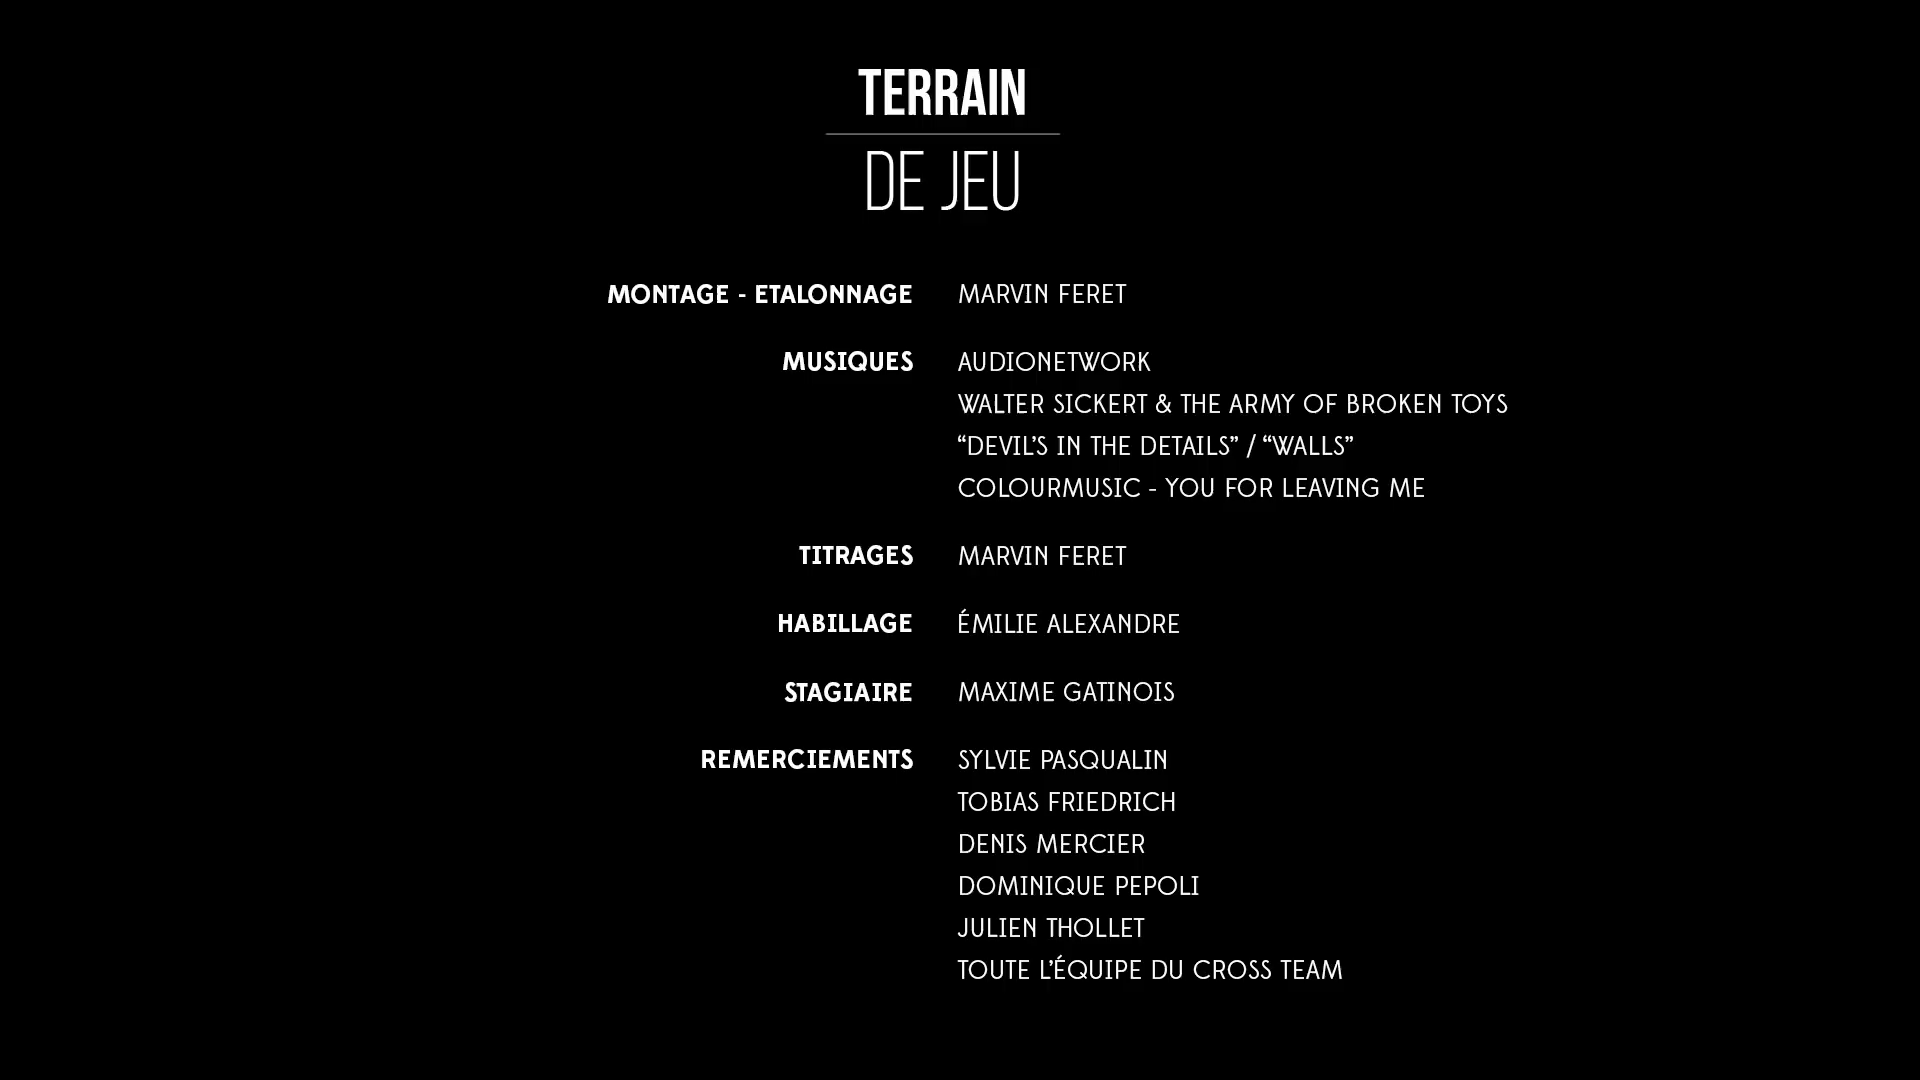 TERRAIN
DE JEU
MONTAGE - ETALONNAGE MARVIN FERET
MUSIQUES AUDIONETWORK
WALTER SICKERT & THE ARMY OF BROKEN TOYS
“DEVIL’S IN THE DETAILS” / “WALLS”
COLOURMUSIC - YOU FOR LEAVING ME
TITRAGES MARVIN FERET
HABILLAGE ÉMILIE ALEXANDRE
STAGIAIRE MAXIME GATINOIS
REMERCIEMENTS SYLVIE PASQUALIN
TOBIAS FRIEDRICH
DENIS MERCIER
DOMINIQUE PEPOLI
JULIEN THOLLET
TOUTE L’ÉQUIPE DU CROSS TEAM